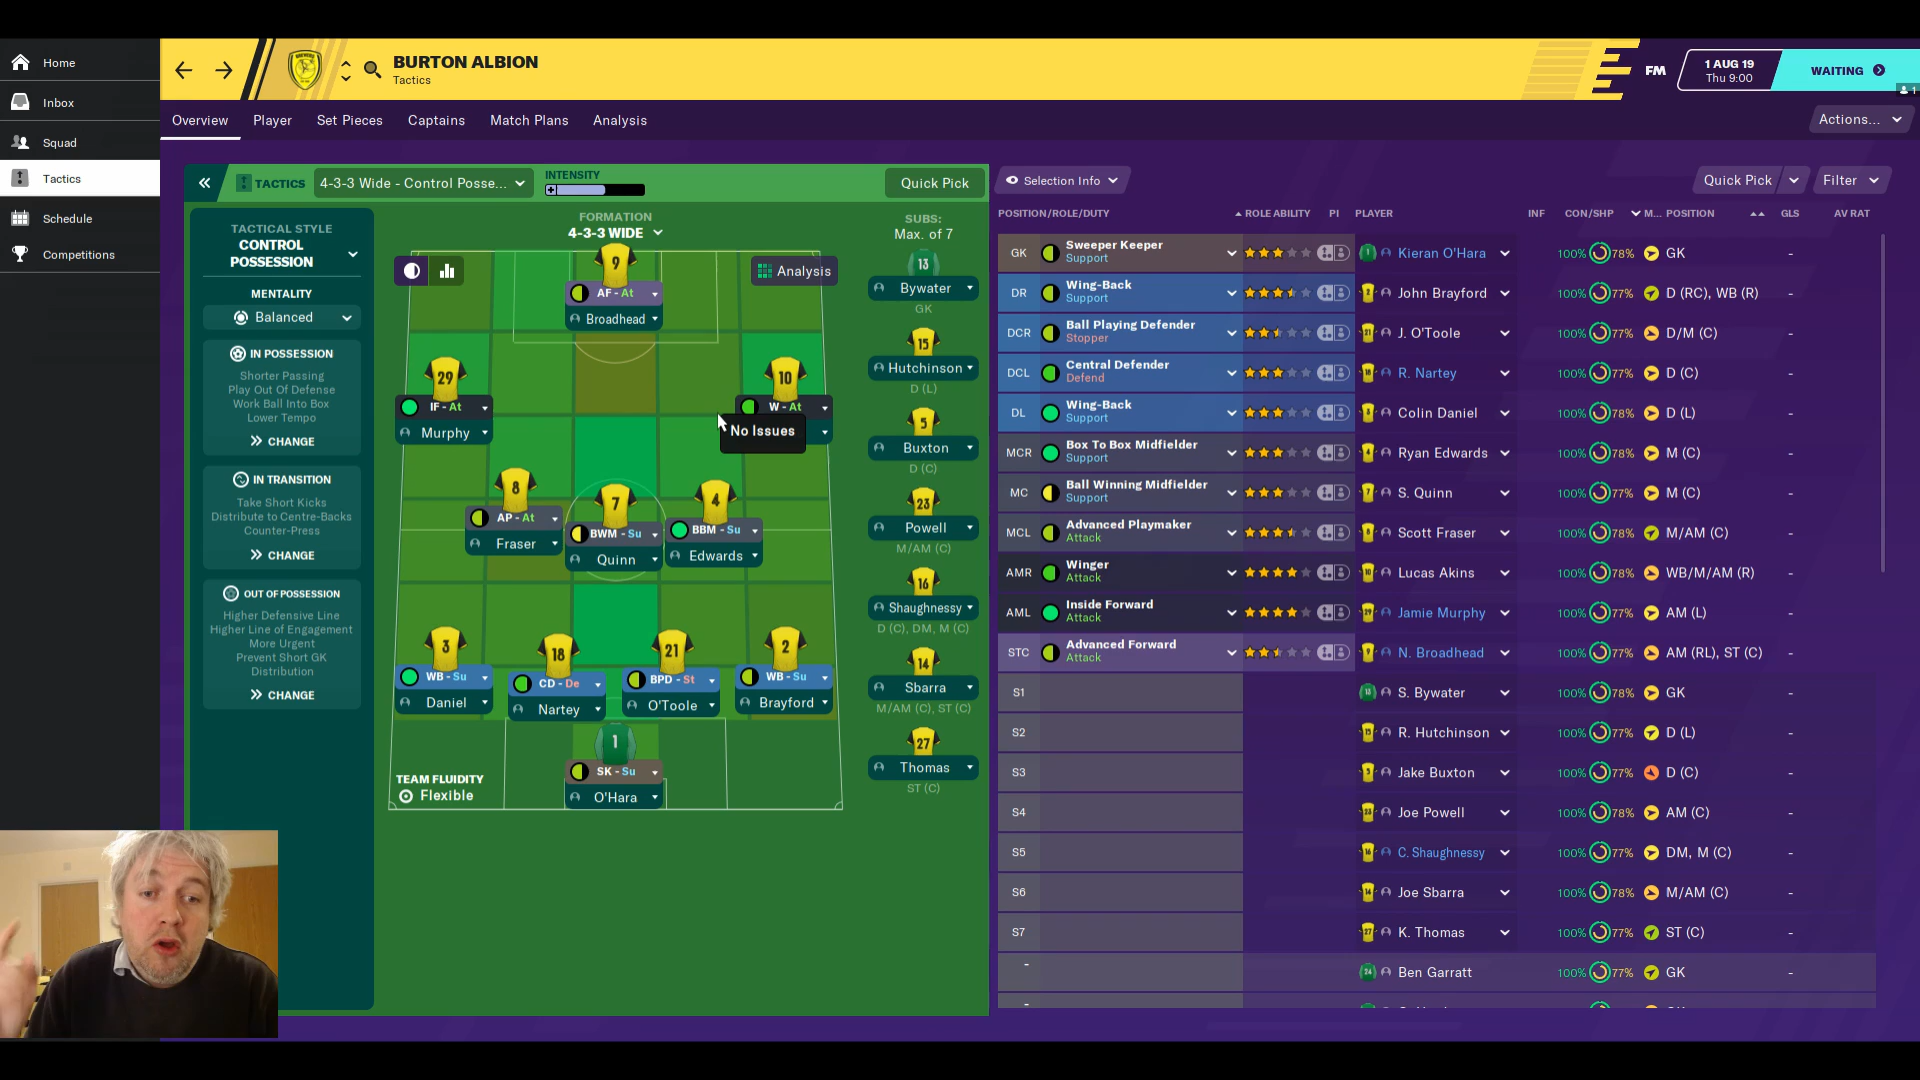 Home
Inbox
Squad
Tactics
Schedule
Competitions
BURTON ALBION
Tactics
FM
1 AUG 19
Thu 9:00
WAITING
1
Overview
Player
Set Pieces
Captains
Match Plans
Analysis
Actions...
TACTICS
4-3-3 Wide - Control Posse...
INTENSITY
Quick Pick
TACTICAL STYLE
CONTROL
POSSESSION
MENTALITY
Balanced
IN POSSESSION
Shorter Passing
Play Out Of Defense
Work Ball Into Box
Lower Tempo
CHANGE
IN TRANSITION
Take Short Kicks
Distribute to Centre-Backs
Counter-Press
CHANGE
OUT OF POSSESSION
Higher Defensive Line
Higher Line of Engagement
More Urgent
Prevent Short GK
Distribution
CHANGE
FORMATION
4-3-3 WIDE
Analysis
9
AF - At
Broadhead
29
IF - At
Murphy
10
W - At
No Issues
8
AP - At
Fraser
7
BWM - Su
Quinn
4
BBM - Su
Edwards
3
WB - Su
Daniel
18
CD - De
Nartey
21
BPD - St
O'Toole
2
WB - Su
Brayford
1
SK - Su
O'Hara
TEAM FLUIDITY
Flexible
SUBS:
Max. of 7
13
Bywater
GK
15
Hutchinson
D (L)
5
Buxton
D (C)
23
Powell
M/AM (C)
16
Shaughnessy
D (C), DM, M (C)
14
Sbarra
M/AM (C), ST (C)
27
Thomas
ST (C)
Selection Info
Quick Pick
Filter
POSITION/ROLE/DUTY ROLE ABILITY PI PLAYER INF CON/SHP M... POSITION GLS AV RAT
GK Sweeper Keeper Support Kieran O'Hara 100% 78% GK -
DR Wing-Back Support John Brayford 100% 77% D (RC), WB (R) -
DCR Ball Playing Defender Stopper J. O'Toole 100% 77% D/M (C) -
DCL Central Defender Defend R. Nartey 100% 77% D (C) -
DL Wing-Back Support Colin Daniel 100% 78% D (L) -
MCR Box To Box Midfielder Support Ryan Edwards 100% 78% M (C) -
MC Ball Winning Midfielder Support S. Quinn 100% 77% M (C) -
MCL Advanced Playmaker Attack Scott Fraser 100% 78% M/AM (C) -
AMR Winger Attack Lucas Akins 100% 78% WB/M/AM (R) -
AML Inside Forward Attack Jamie Murphy 100% 77% AM (L) -
STC Advanced Forward Attack N. Broadhead 100% 77% AM (RL), ST (C) -
S1 S. Bywater 100% 78% GK -
S2 R. Hutchinson 100% 77% D (L) -
S3 Jake Buxton 100% 77% D (C) -
S4 Joe Powell 100% 78% AM (C) -
S5 C. Shaughnessy 100% 77% DM, M (C) -
S6 Joe Sbarra 100% 78% M/AM (C) -
S7 K. Thomas 100% 77% ST (C) -
- Ben Garratt 100% 77% GK -
-